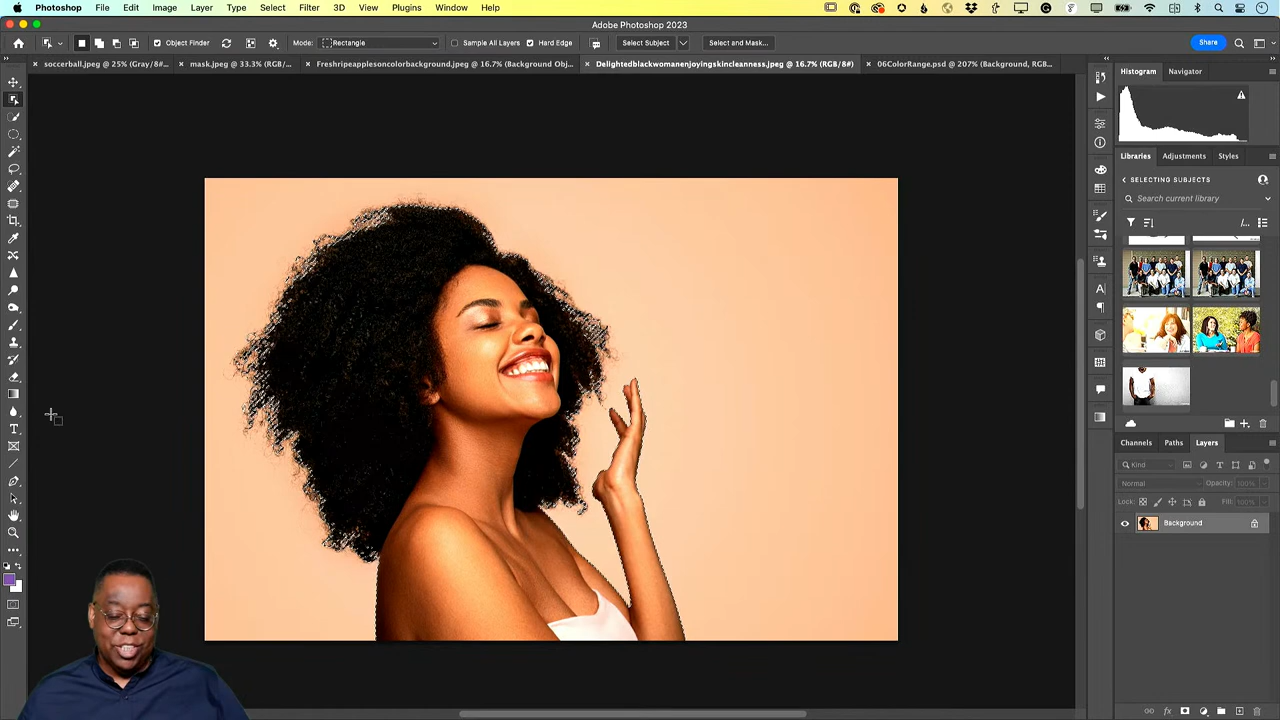 Photoshop File Edit Image Layer Type Select Filter 3D View Plugins Window Help
Adobe Photoshop 2023
Object Finder Mode: Rectangle Sample All Layers Hard Edge Select Subject Select and Mask... Share
soccerball.jpeg @ 25% (Gray/8#... mask.jpeg @ 33.3% (RGB/... Freshripeapplesoncolorbackground.jpeg @ 16.7% (Background Obj... Delightedblackwomanenjoyingskincleanness.jpeg @ 16.7% (RGB/8#) 06ColorRange.psd @ 207% (Background, RGB...
Histogram Navigator
Libraries Adjustments Styles
SELECTING SUBJECTS
Search current library
Channels Paths Layers
Kind
Normal Opacity: 100%
Lock: Fill: 100%
Background
fx